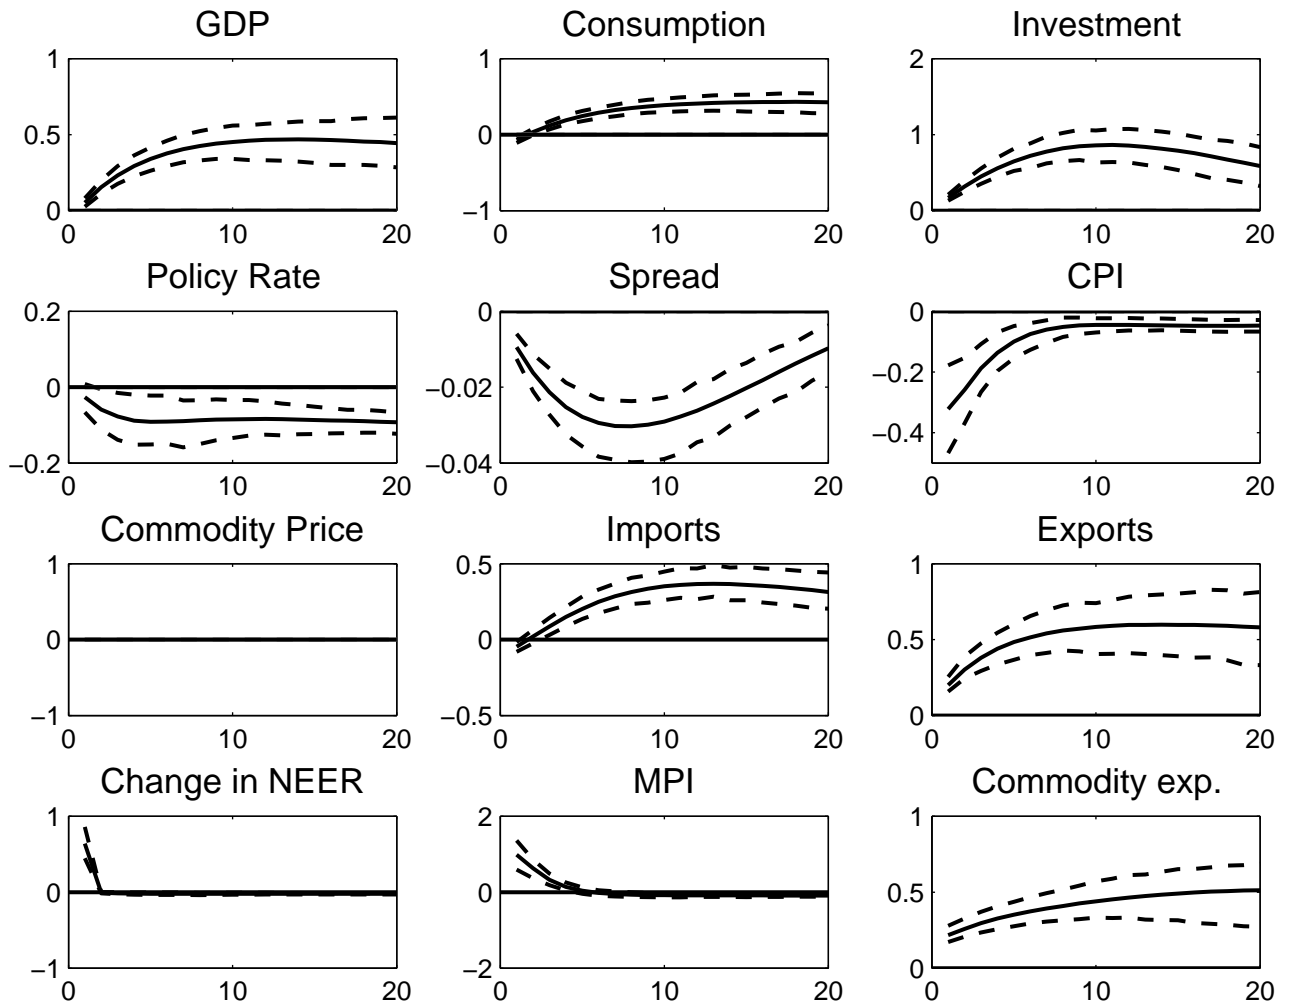 GDP Consumption Investment
1 1 2
0.5 0 1
0 −1 0
0 10 20 0 10 20 0 10 20
Policy Rate Spread CPI
0.2 0 0
0 −0.02 −0.2
−0.4
−0.2 −0.04
0 10 20 0 10 20 0 10 20
Commodity Price Imports Exports
1 0.5 1
0 0 0.5
−1 −0.5 0
0 10 20 0 10 20 0 10 20
Change in NEER MPI Commodity exp.
1 2 1
0 0 0.5
−1 −2 0
0 10 20 0 10 20 0 10 20